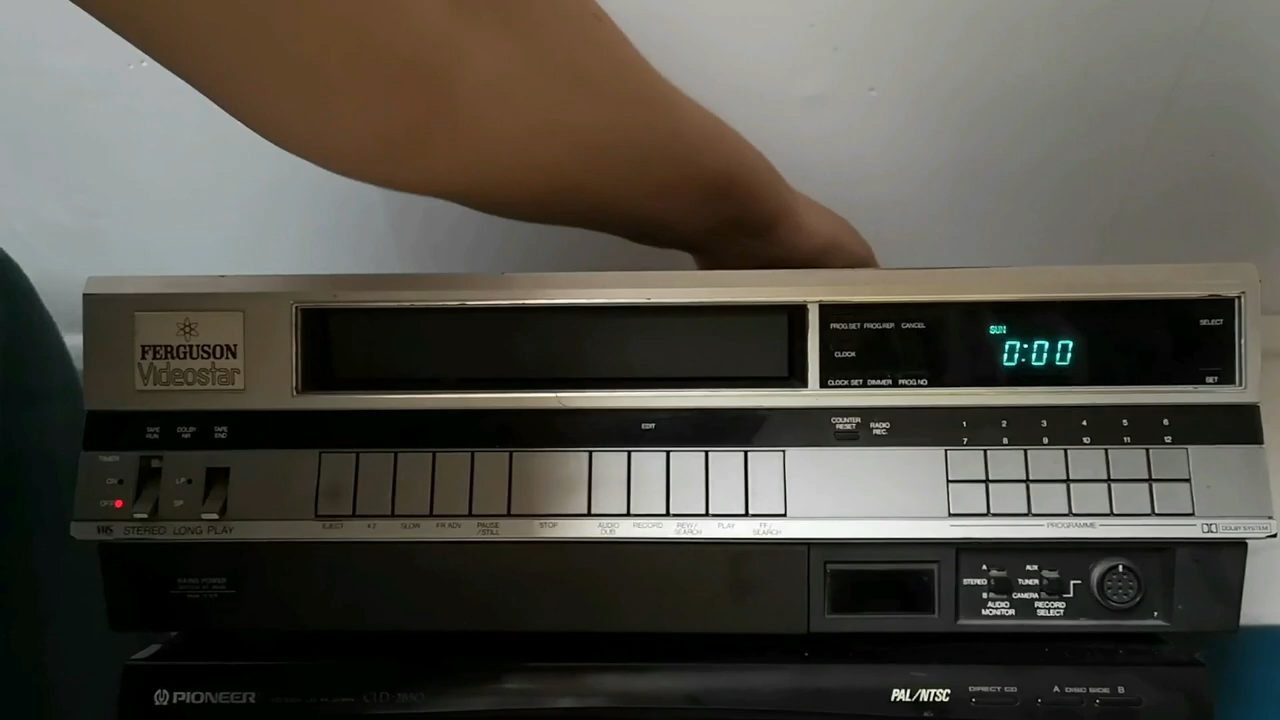 FERGUSON
Videostar
PROG.SET PROG.REP. CANCEL
CLOCK
CLOCK SET DIMMER PROG.NO
SUN
0:00
SELECT
SET
TAPE RUN
DOLBY NR
TAPE END
EDIT
COUNTER RESET
RADIO REC.
1 2 3 4 5 6
7 8 9 10 11 12
TIMER
ON
OFF
LP
SP
VHS STEREO LONG PLAY
EJECT
X2
SLOW
FR ADV
PAUSE /STILL
STOP
AUDIO DUB
RECORD
REW/ SEARCH
PLAY
FF/ SEARCH
PROGRAMME
DOLBY SYSTEM
MAINS POWER
A
STEREO
B
AUDIO MONITOR
AUX
TUNER
CAMERA
RECORD SELECT
PIONEER
PAL/NTSC
DIRECT CD
A DISC SIDE B